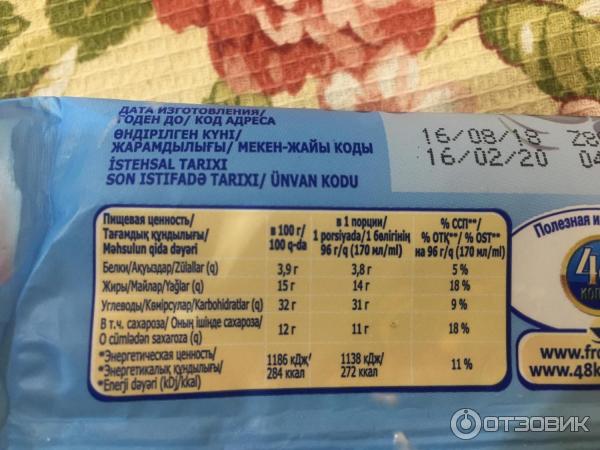 ДАТА ИЗГОТОВЛЕНИЯ/
ГОДЕН ДО/ КОД АДРЕСА
ӨНДІРІЛГЕН КҮНІ/
ЖАРАМДЫЛЫҒЫ/ МЕКЕН-ЖАЙЫ КОДЫ
İSTEHSAL TARIXI
SON ISTIFADƏ TARIXI/ ÜNVAN KODU
16/08/18
16/02/20 04
Пищевая ценность/
Тағамдық құндылығы/
Məhsulun qida dəyəri
в 100 г/
100 q-da
в 1 порции/
1 porsiyada/1 бөлігінің
96 г/q (170 мл/ml)
% ССП**/
% ОТҚ**/ % OST**
на 96 г/q (170 мл/ml)
Белки/Ақуыздар/Zülallar (q) 3,9 г 3,8 г 5 %
Жиры/Майлар/Yağlar (q) 15 г 14 г 18 %
Углеводы/Көмірсулар/Karbohidratlar (q) 32 г 31 г 9 %
В т.ч. сахароза/ Оның ішінде сахароза/
O cümlədən saxaroza (q) 12 г 11 г 18 %
*Энергетическая ценность/
*Энергетикалық құндылығы/
*Enerji dəyəri (kDj/kkal)
1186 кДж/
284 ккал
1138 кДж/
272 ккал
11 %
Полезная
www.fro
www.48k
ОТЗОВИК